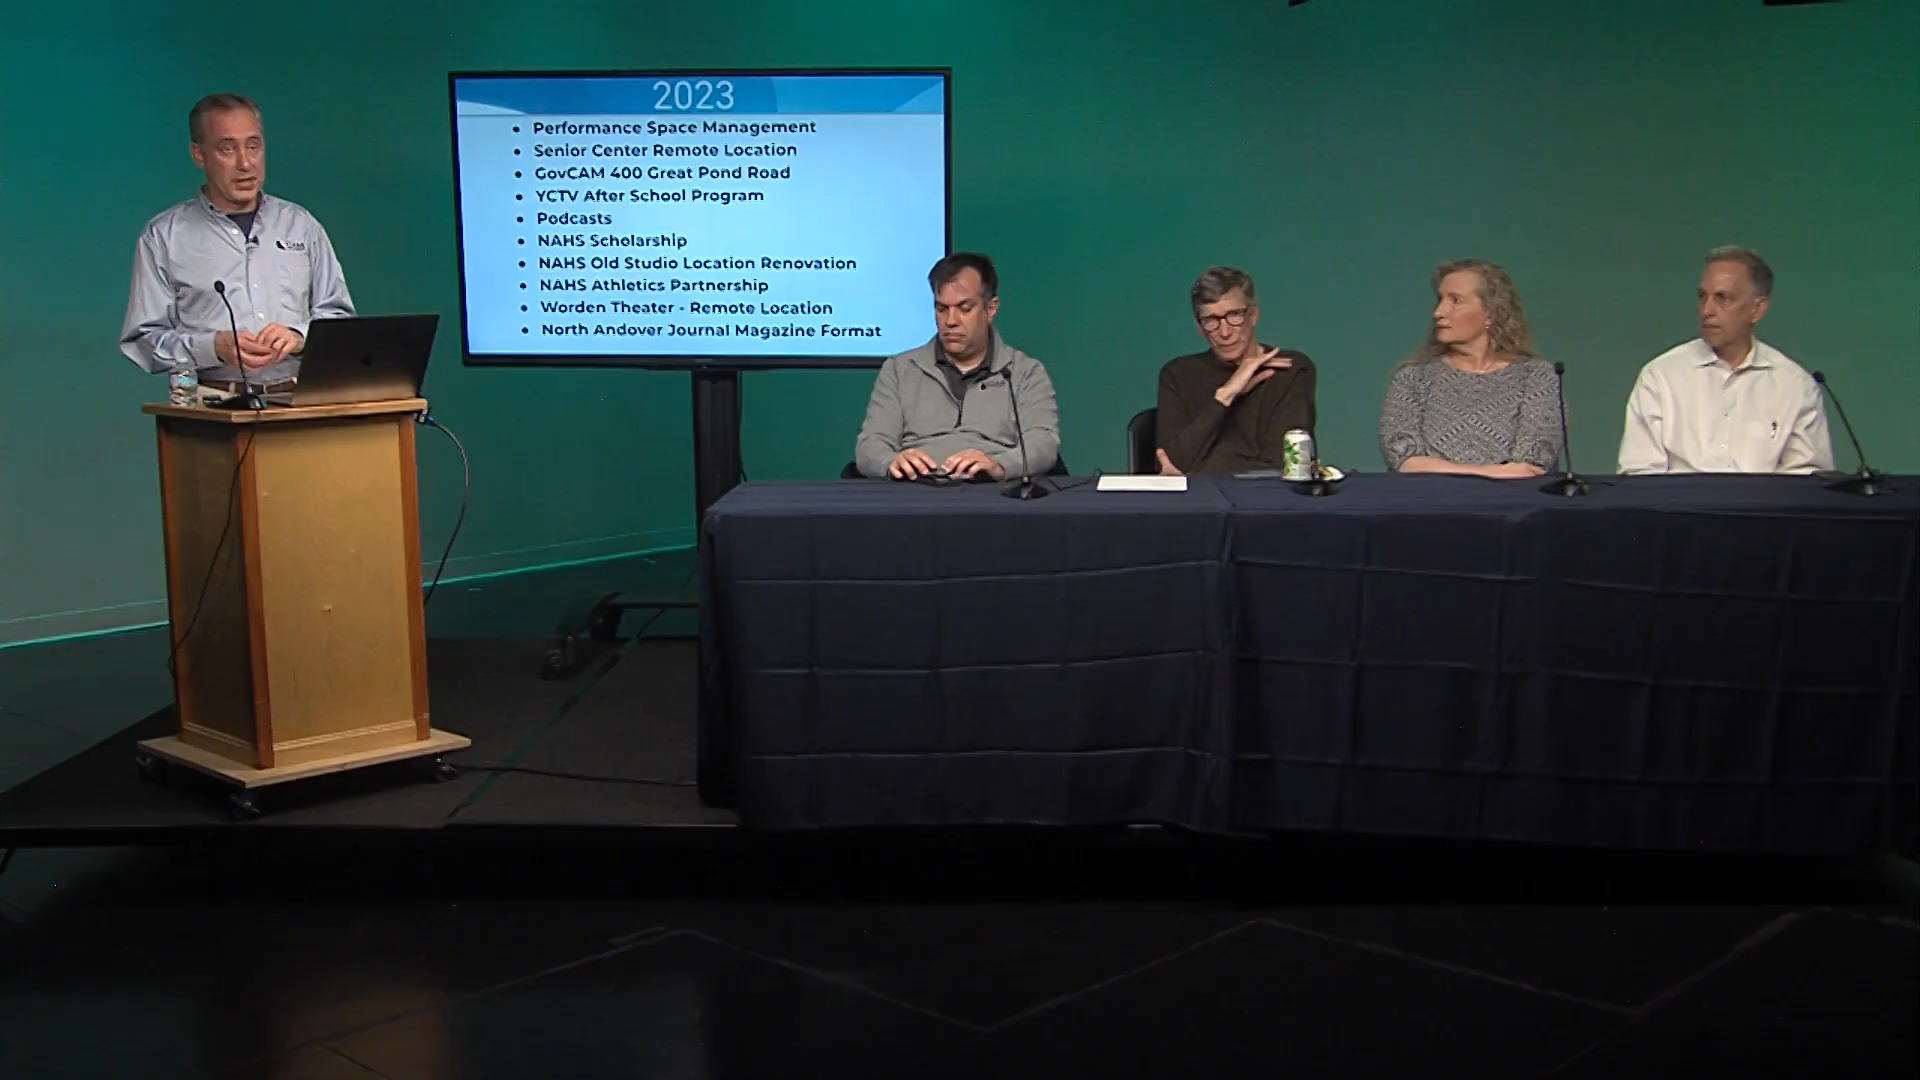 2023
• Performance Space Management
• Senior Center Remote Location
• GovCAM 400 Great Pond Road
• YCTV After School Program
• Podcasts
• NAHS Scholarship
• NAHS Old Studio Location Renovation
• NAHS Athletics Partnership
• Worden Theater - Remote Location
• North Andover Journal Magazine Format